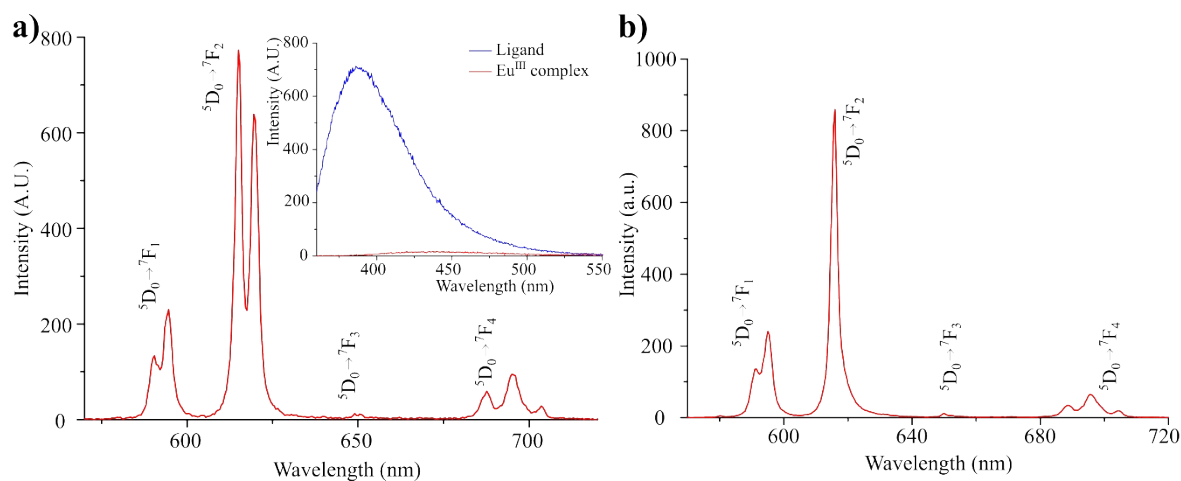 a)
800
600
400
200
0
Intensity (A.U.)
600
650
700
Wavelength (nm)
⁵D₀→⁷F₁
⁵D₀→⁷F₂
⁵D₀→⁷F₃
⁵D₀→⁷F₄
800
600
400
200
0
Intensity (A.U.)
Ligand
Euᴵᴵᴵ complex
400
450
500
550
Wavelength (nm)
b)
1000
800
600
400
200
0
Intensity (a.u.)
600
640
680
720
Wavelength (nm)
⁵D₀→⁷F₁
⁵D₀→⁷F₂
⁵D₀→⁷F₃
⁵D₀→⁷F₄